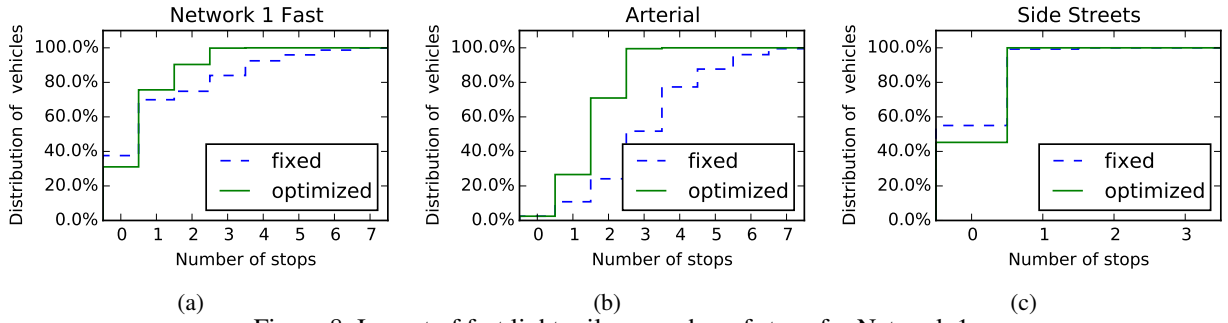 Network 1 Fast
Distribution of vehicles
100.0%
80.0%
60.0%
40.0%
20.0%
0.0%
fixed
optimized
0 1 2 3 4 5 6 7
Number of stops
(a)
Arterial
Distribution of vehicles
100.0%
80.0%
60.0%
40.0%
20.0%
0.0%
fixed
optimized
0 1 2 3 4 5 6 7
Number of stops
(b)
Side Streets
Distribution of vehicles
100.0%
80.0%
60.0%
40.0%
20.0%
0.0%
fixed
optimized
0 1 2 3
Number of stops
(c)